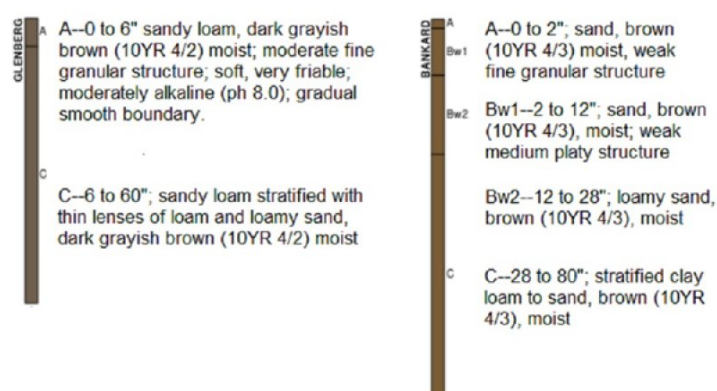 GLENBERG
A
A--0 to 6" sandy loam, dark grayish
brown (10YR 4/2) moist; moderate fine
granular structure; soft, very friable;
moderately alkaline (ph 8.0); gradual
smooth boundary.
C
C--6 to 60"; sandy loam stratified with
thin lenses of loam and loamy sand,
dark grayish brown (10YR 4/2) moist
BANKARD
A
A--0 to 2"; sand, brown
(10YR 4/3) moist, weak
fine granular structure
Bw1
Bw1--2 to 12"; sand, brown
(10YR 4/3), moist; weak
medium platy structure
Bw2
Bw2--12 to 28"; loamy sand,
brown (10YR 4/3), moist
C
C--28 to 80"; stratified clay
loam to sand, brown (10YR
4/3), moist